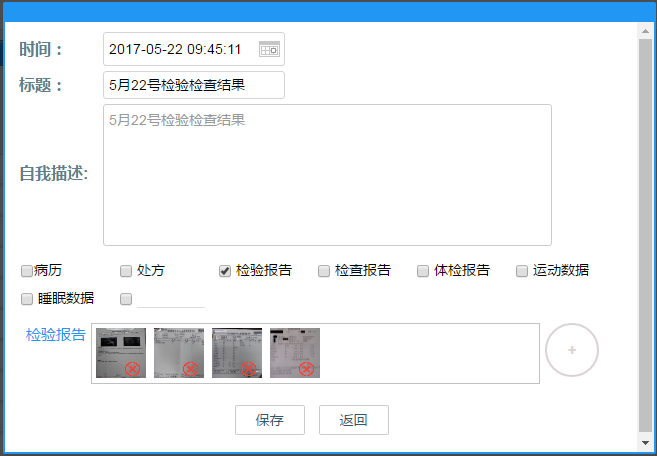 时间：
2017-05-22 09:45:11
标题：
5月22号检验检查结果
自我描述:
5月22号检验检查结果
病历 处方 检验报告 检查报告 体检报告 运动数据
睡眠数据
检验报告
+
保存 返回